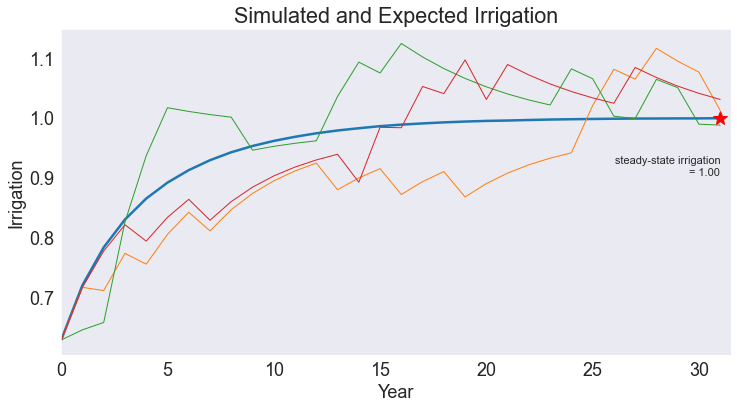 Simulated and Expected Irrigation
Irrigation
1.1
1.0
0.9
0.8
0.7
steady-state irrigation
= 1.00
0 5 10 15 20 25 30
Year